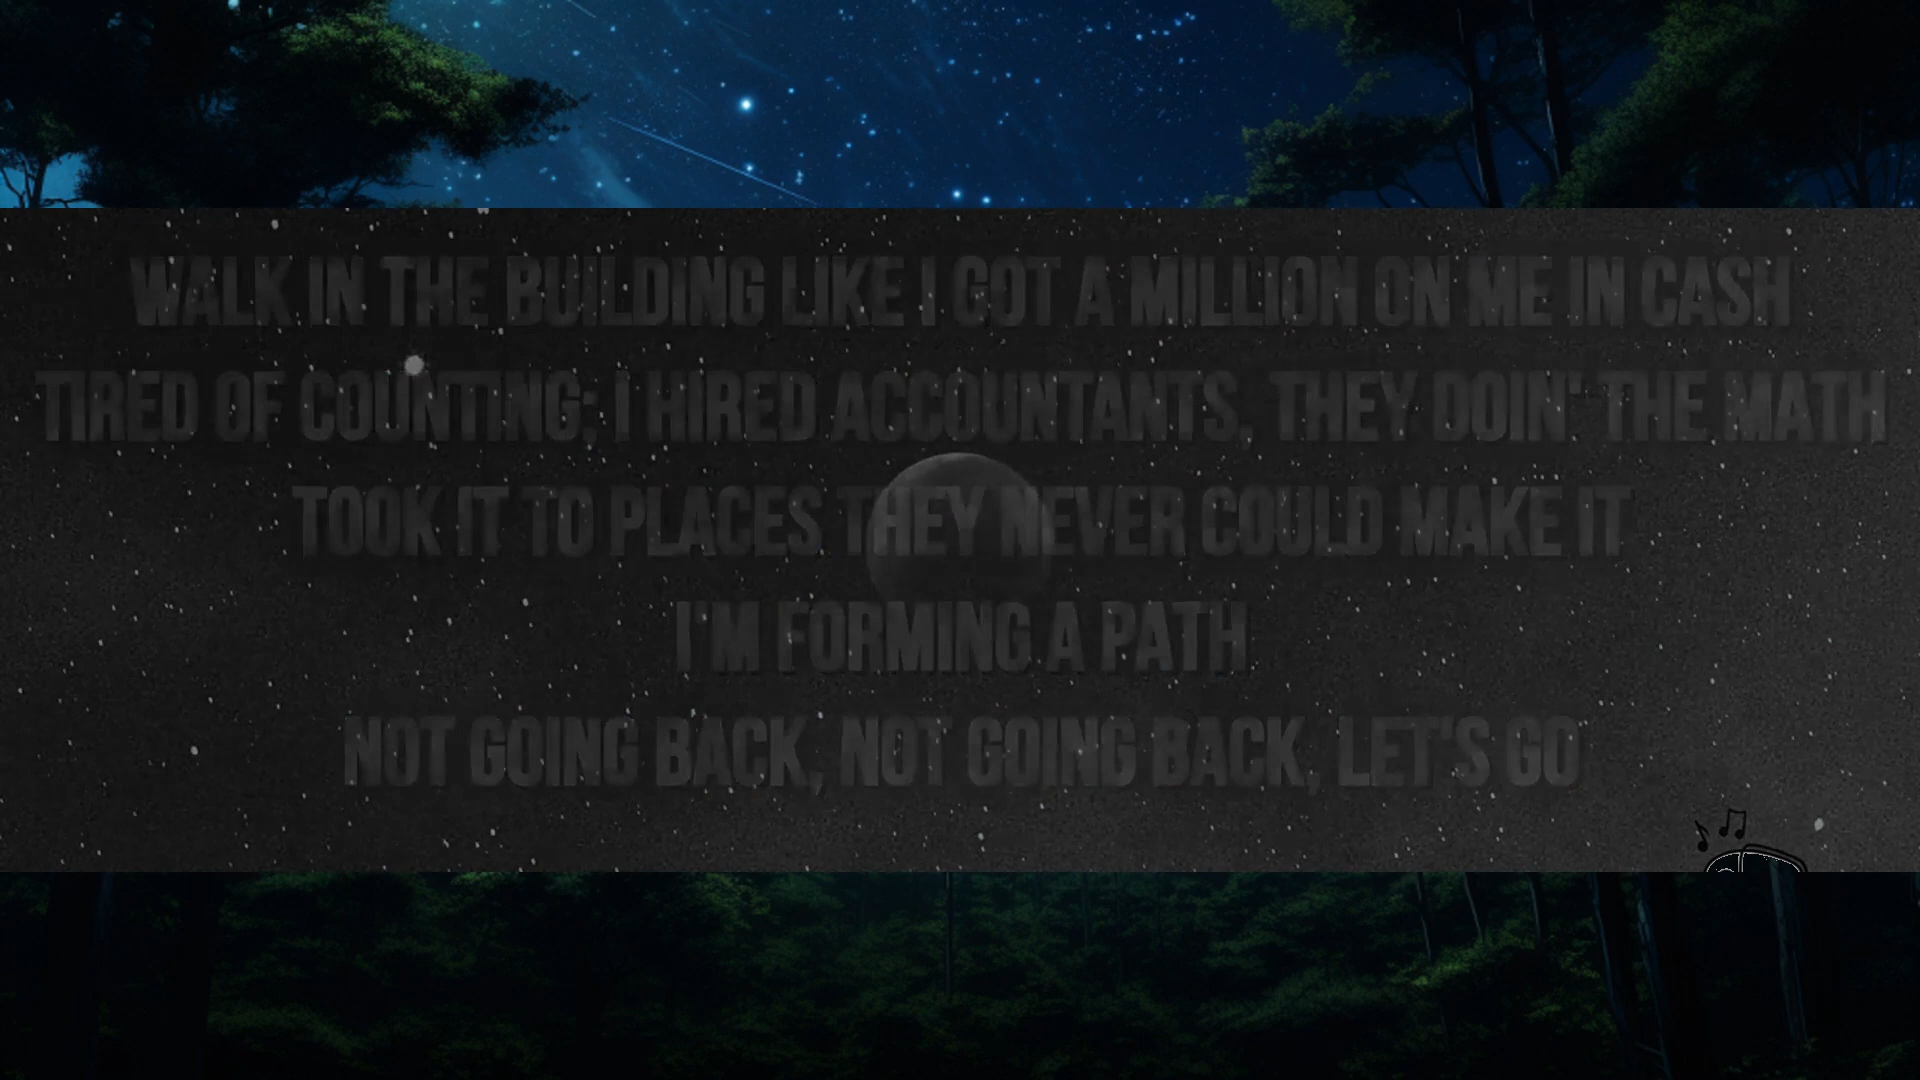 WALK IN THE BUILDING LIKE I GOT A MILLION ON ME IN CASH
TIRED OF COUNTING; I HIRED ACCOUNTANTS, THEY DOIN' THE MATH
TOOK IT TO PLACES THEY NEVER COULD MAKE IT
I'M FORMING A PATH
NOT GOING BACK, NOT GOING BACK, LET'S GO